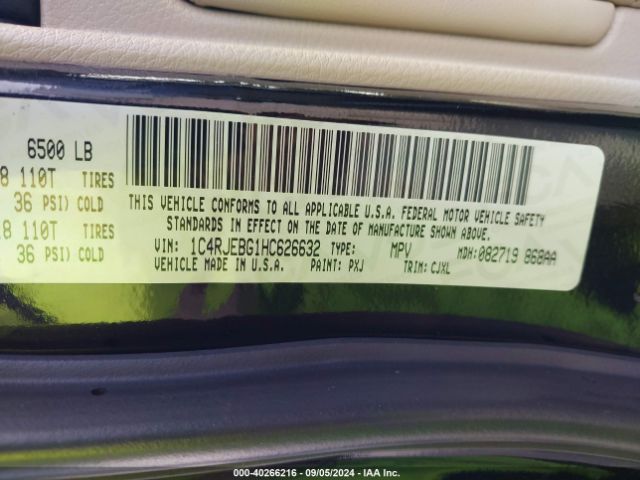 6500 LB
8 110T TIRES
36 PSI) COLD
18 110T TIRES
36 PSI) COLD
THIS VEHICLE CONFORMS TO ALL APPLICABLE U.S.A. FEDERAL MOTOR VEHICLE SAFETY
STANDARDS IN EFFECT ON THE DATE OF MANUFACTURE SHOWN ABOVE.
VIN: 1C4RJEBG1HC626632 TYPE: MPV MDH:082719 868AA
VEHICLE MADE IN U.S.A. PAINT: PXJ TRIM:CJXL
000-40266216 - 09/05/2024 - IAA Inc.